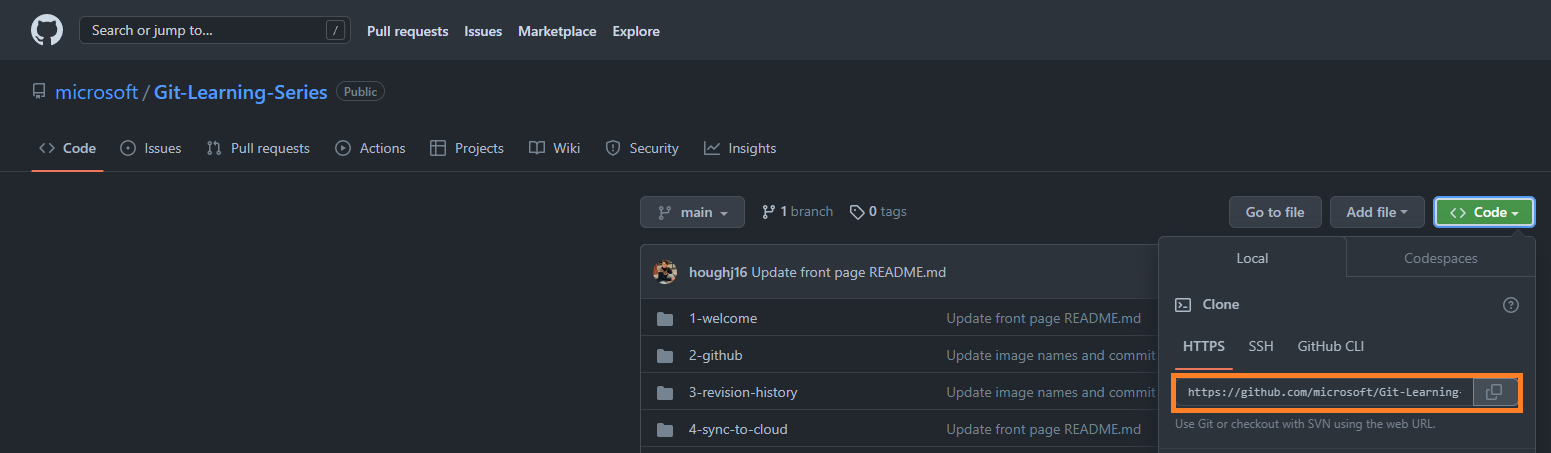 Search or jump to... / Pull requests Issues Marketplace Explore
microsoft / Git-Learning-Series Public
<> Code Issues Pull requests Actions Projects Wiki Security Insights
main 1 branch 0 tags Go to file Add file <> Code
houghj16 Update front page README.md
1-welcome Update front page README.md
2-github Update image names and commit
3-revision-history Update image names and commit
4-sync-to-cloud Update front page README.md
Local Codespaces
Clone ?
HTTPS SSH GitHub CLI
https://github.com/microsoft/Git-Learning-
Use Git or checkout with SVN using the web URL.